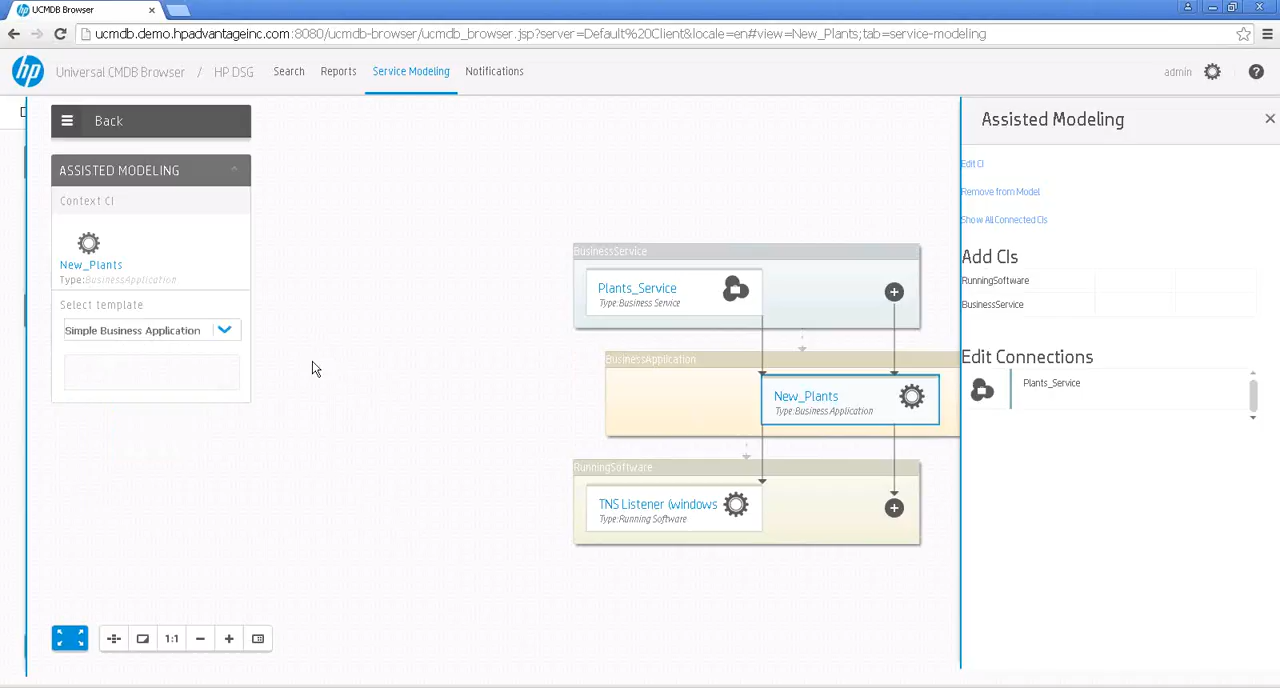 UCMDB Browser
ucmdb.demo.hpadvantageinc.com:8080/ucmdb-browser/ucmdb_browser.jsp?server=Default%20Client&locale=en#view=New_Plants;tab=service-modeling
hp Universal CMDB Browser / HP DSG Search Reports Service Modeling Notifications admin
Back
ASSISTED MODELING
Context CI
New_Plants
Type:BusinessApplication
Select template
Simple Business Application
BusinessService
Plants_Service
Type:Business Service
BusinessApplication
New_Plants
Type:Business Application
RunningSoftware
TNS Listener (windows
Type:Running Software
1:1
Assisted Modeling
Edit CI
Remove from Model
Show All Connected CIs
Add CIs
RunningSoftware
BusinessService
Edit Connections
Plants_Service